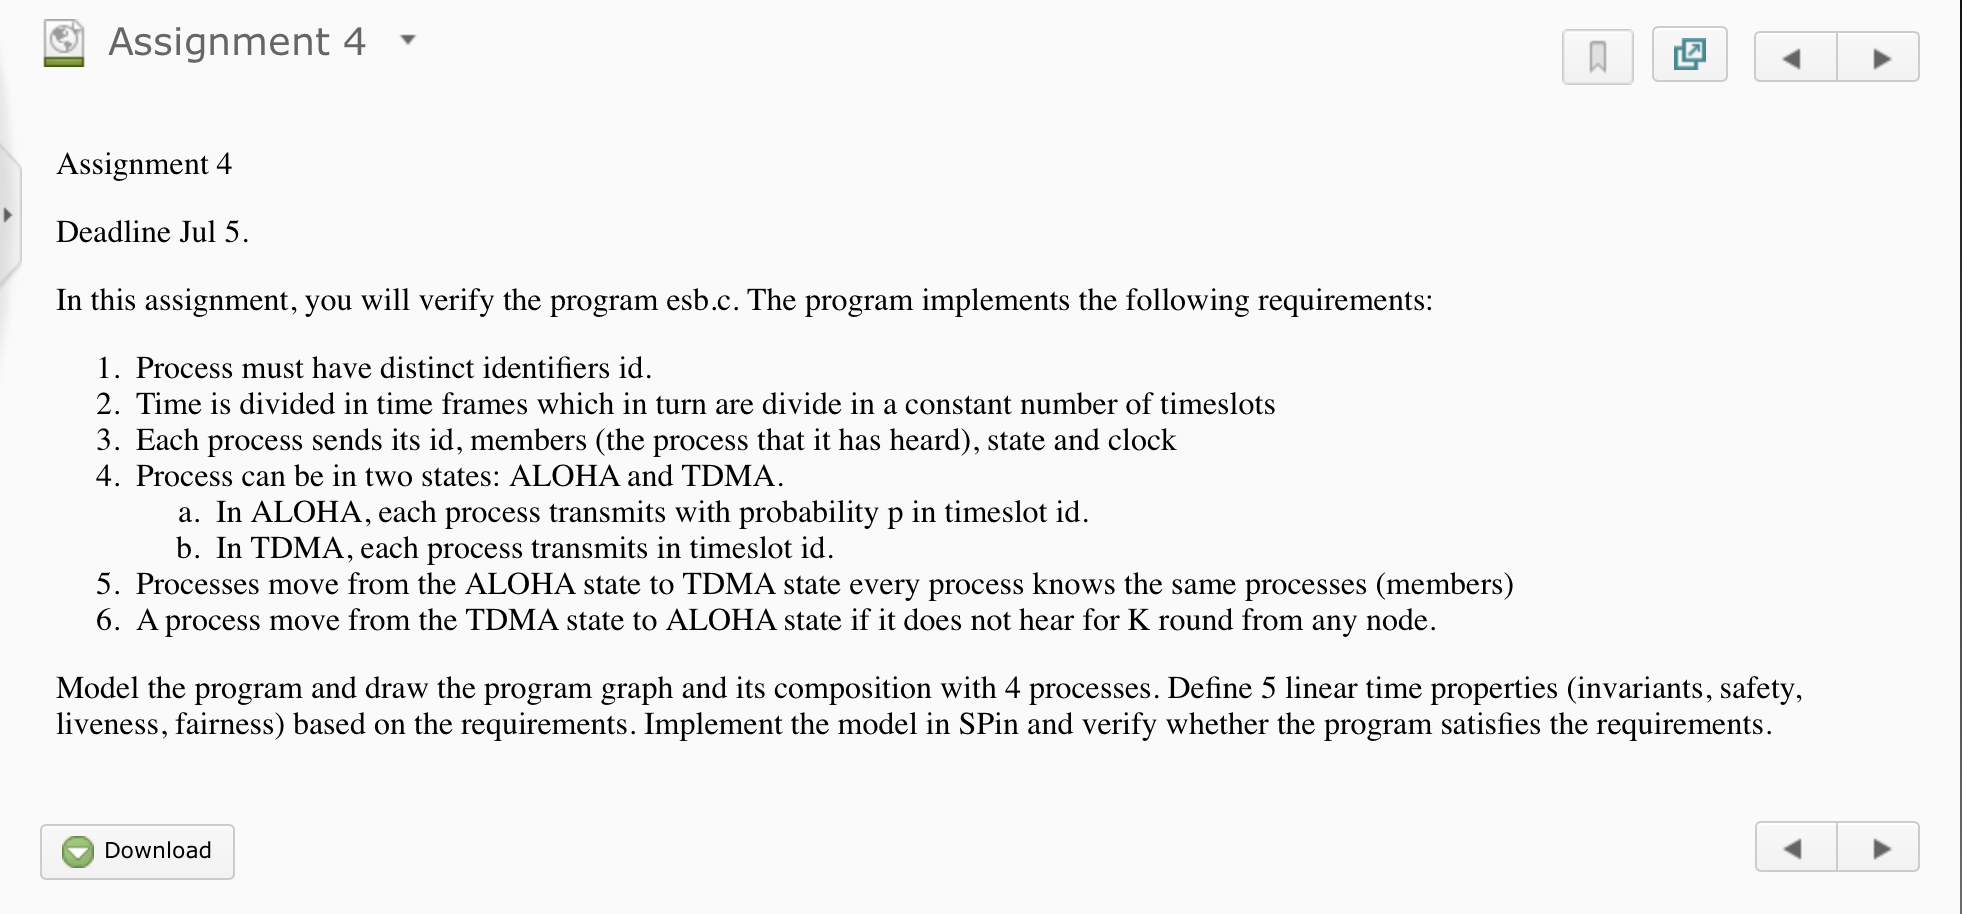 Assignment 4
Assignment 4
Deadline Jul 5.
In this assignment, you will verify the program esb.c. The program implements the following requirements:
1. Process must have distinct identifiers id.
2. Time is divided in time frames which in turn are divide in a constant number of timeslots
3. Each process sends its id, members (the process that it has heard), state and clock
4. Process can be in two states: ALOHA and TDMA.
a. In ALOHA, each process transmits with probability p in timeslot id.
b. In TDMA, each process transmits in timeslot id.
5. Processes move from the ALOHA state to TDMA state every process knows the same processes (members)
6. A process move from the TDMA state to ALOHA state if it does not hear for K round from any node.
Model the program and draw the program graph and its composition with 4 processes. Define 5 linear time properties (invariants, safety,
liveness, fairness) based on the requirements. Implement the model in SPin and verify whether the program satisfies the requirements.
Download